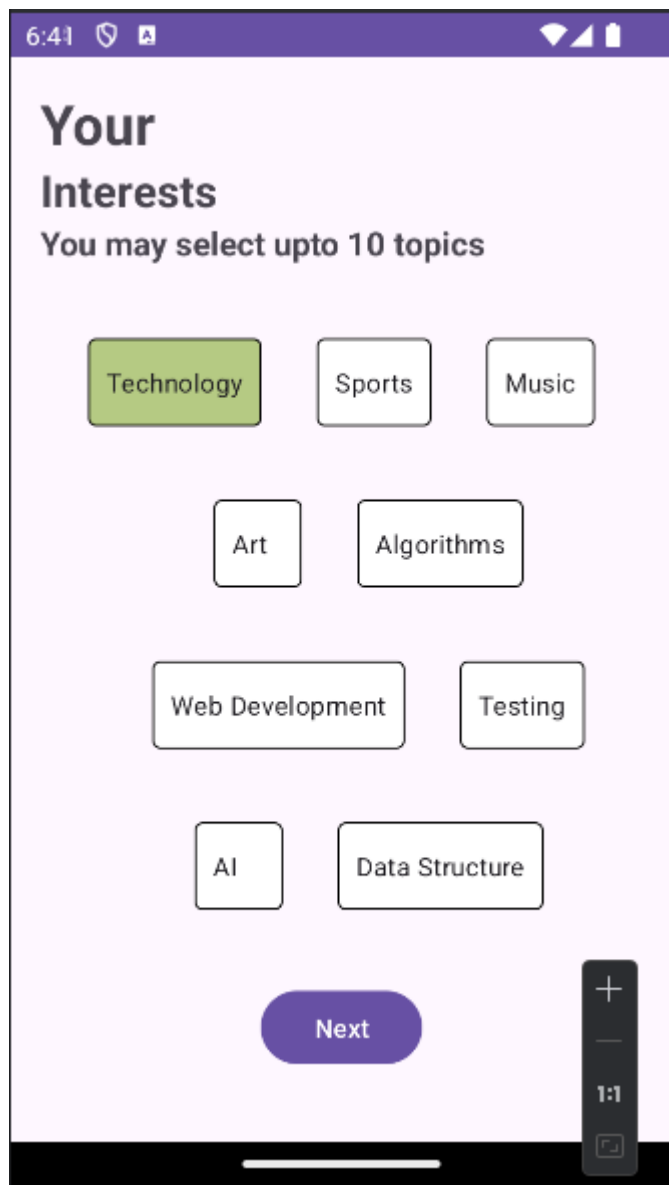 6:41
Your
Interests
You may select upto 10 topics
Technology Sports Music
Art Algorithms
Web Development Testing
AI Data Structure
Next
1:1